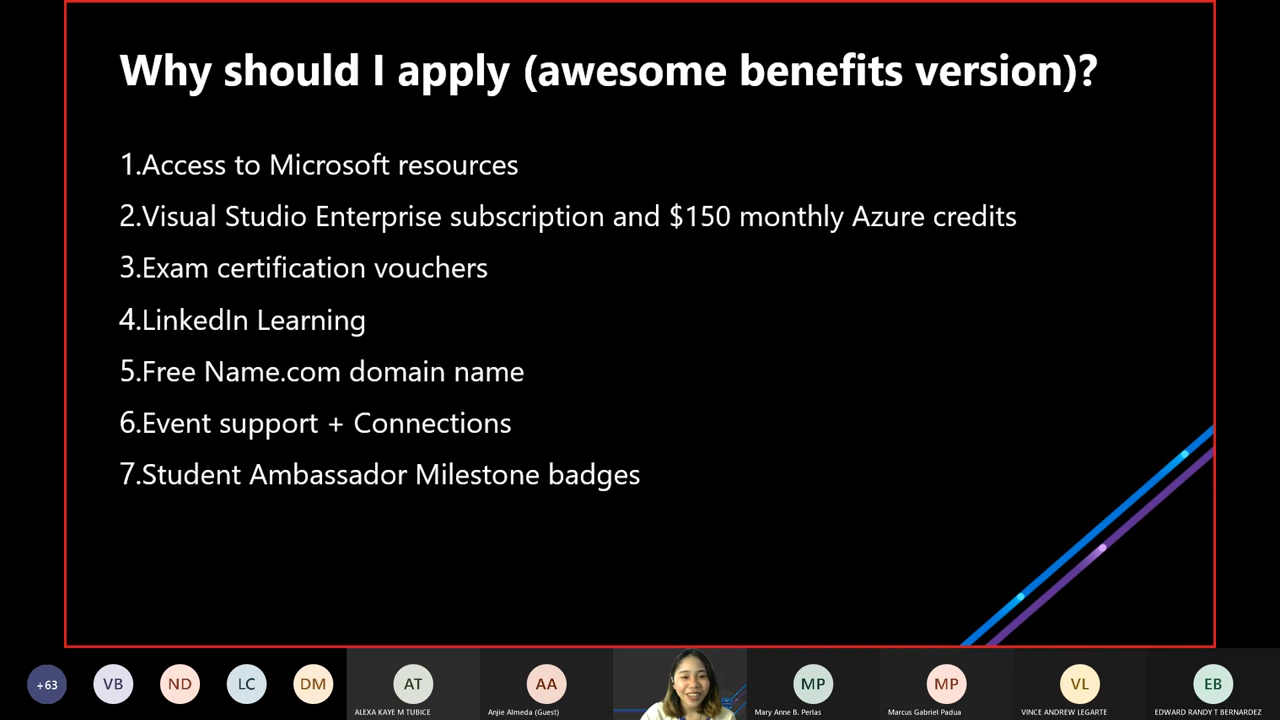 Why should I apply (awesome benefits version)?
1.Access to Microsoft resources
2.Visual Studio Enterprise subscription and $150 monthly Azure credits
3.Exam certification vouchers
4.LinkedIn Learning
5.Free Name.com domain name
6.Event support + Connections
7.Student Ambassador Milestone badges
+63
VB
ND
LC
DM
AT
AA
MP
MP
VL
EB
ALEXA KAYE M TUBICE
Anjie Almeda (Guest)
Mary Anne B. Perlas
Marcus Gabriel Padua
VINCE ANDREW LEGARTE
EDWARD RANDY T BERNARDEZ